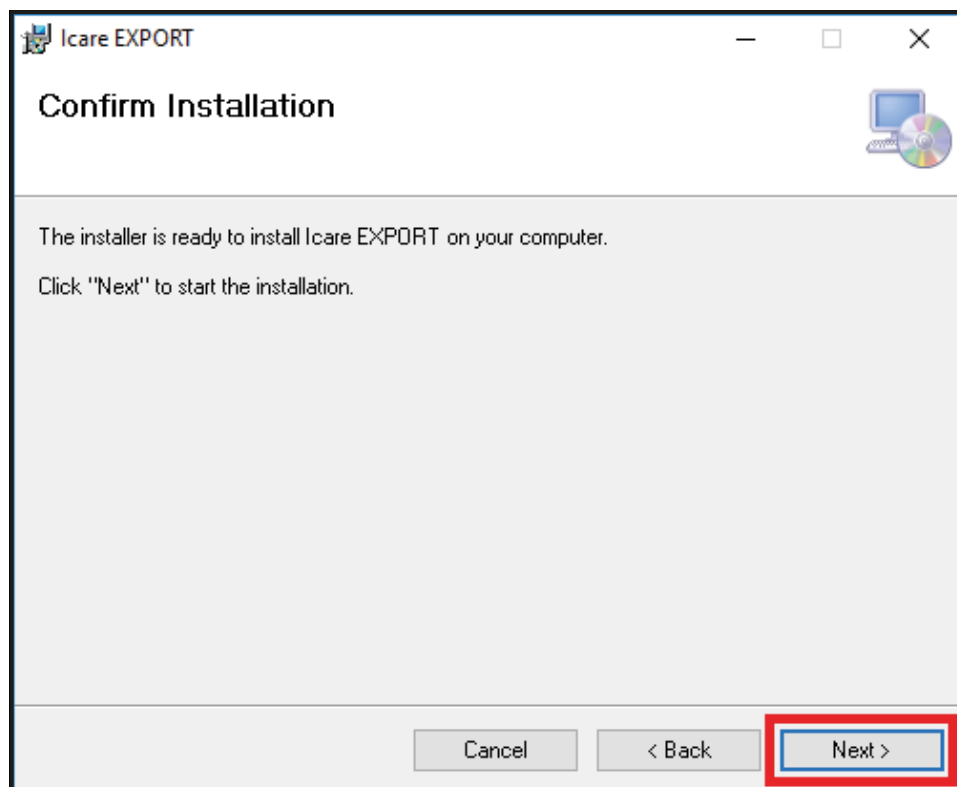 Icare EXPORT
Confirm Installation
The installer is ready to install Icare EXPORT on your computer.
Click "Next" to start the installation.
Cancel
< Back
Next >